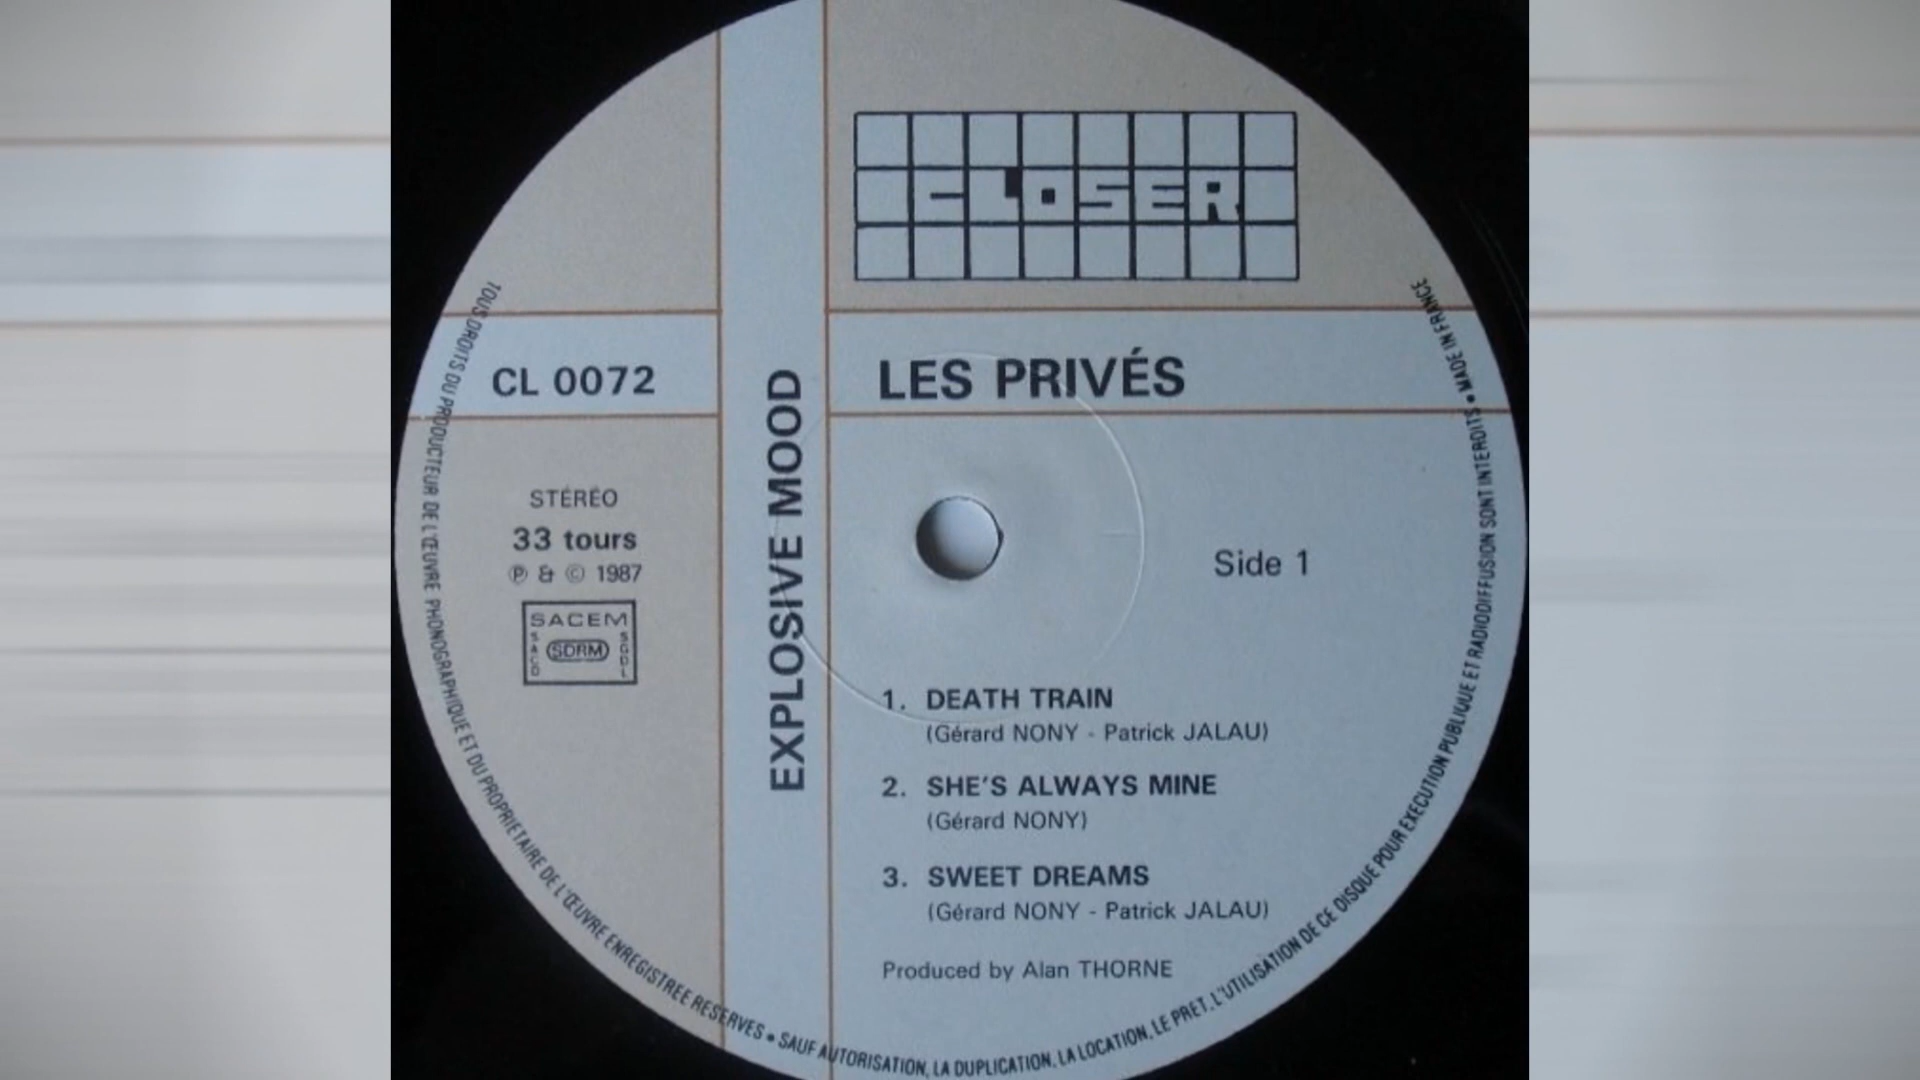 CLOSER
CL 0072
LES PRIVÉS
EXPLOSIVE MOOD
STÉRÉO
33 tours
℗ & © 1987
SACEM
SACD
SDRM
SGDL
Side 1
1. DEATH TRAIN
(Gérard NONY - Patrick JALAU)
2. SHE'S ALWAYS MINE
(Gérard NONY)
3. SWEET DREAMS
(Gérard NONY - Patrick JALAU)
Produced by Alan THORNE
TOUS DROITS DU PRODUCTEUR DE L'ŒUVRE PHONOGRAPHIQUE ET DU PROPRIETAIRE DE L'ŒUVRE ENREGISTREE RESERVES • SAUF AUTORISATION, LA DUPLICATION, LA LOCATION, LE PRET, L'UTILISATION DE CE DISQUE POUR EXECUTION PUBLIQUE ET RADIODIFFUSION SONT INTERDITS • MADE IN FRANCE